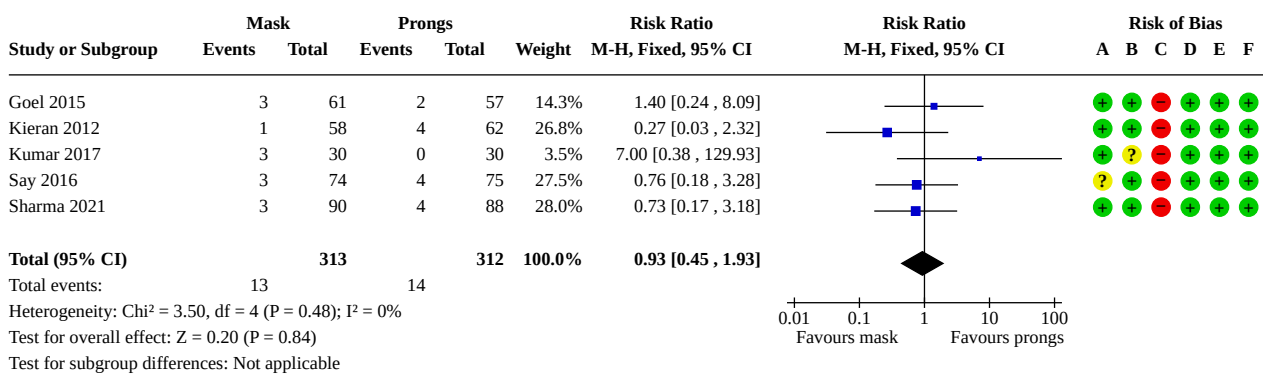 Mask Prongs Risk Ratio Risk Ratio Risk of Bias
Study or Subgroup Events Total Events Total Weight M-H, Fixed, 95% CI M-H, Fixed, 95% CI A B C D E F
Goel 2015 3 61 2 57 14.3% 1.40 [0.24 , 8.09] + + − + + +
Kieran 2012 1 58 4 62 26.8% 0.27 [0.03 , 2.32] + + − + + +
Kumar 2017 3 30 0 30 3.5% 7.00 [0.38 , 129.93] + ? − + + +
Say 2016 3 74 4 75 27.5% 0.76 [0.18 , 3.28] ? + − + + +
Sharma 2021 3 90 4 88 28.0% 0.73 [0.17 , 3.18] + + − + + +
Total (95% CI) 313 312 100.0% 0.93 [0.45 , 1.93]
Total events: 13 14
Heterogeneity: Chi² = 3.50, df = 4 (P = 0.48); I² = 0%
0.01 0.1 1 10 100
Test for overall effect: Z = 0.20 (P = 0.84) Favours mask Favours prongs
Test for subgroup differences: Not applicable